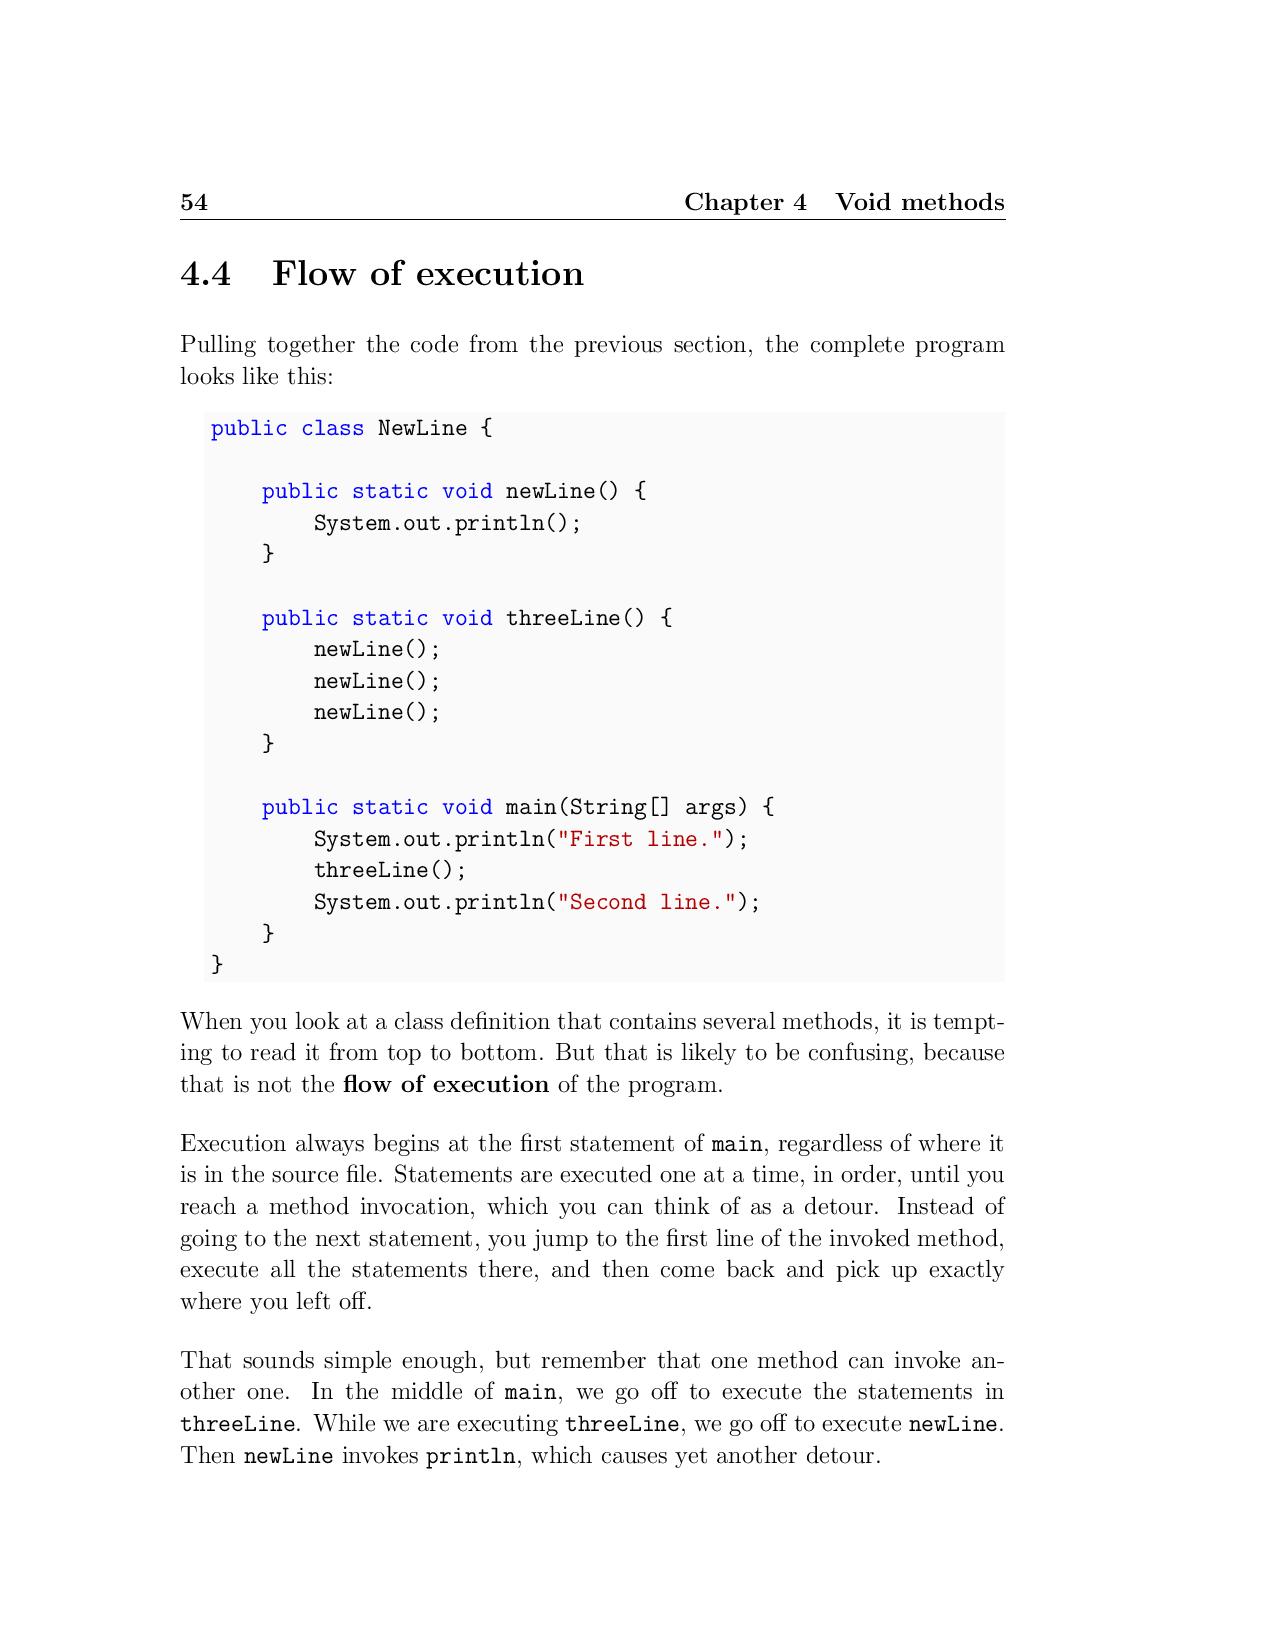 54 Chapter 4 Void methods
4.4 Flow of execution
Pulling together the code from the previous section, the complete program
looks like this:
public class NewLine {

    public static void newLine() {
        System.out.println();
    }

    public static void threeLine() {
        newLine();
        newLine();
        newLine();
    }

    public static void main(String[] args) {
        System.out.println("First line.");
        threeLine();
        System.out.println("Second line.");
    }
}
When you look at a class definition that contains several methods, it is tempt-
ing to read it from top to bottom. But that is likely to be confusing, because
that is not the flow of execution of the program.
Execution always begins at the first statement of main, regardless of where it
is in the source file. Statements are executed one at a time, in order, until you
reach a method invocation, which you can think of as a detour. Instead of
going to the next statement, you jump to the first line of the invoked method,
execute all the statements there, and then come back and pick up exactly
where you left off.
That sounds simple enough, but remember that one method can invoke an-
other one. In the middle of main, we go off to execute the statements in
threeLine. While we are executing threeLine, we go off to execute newLine.
Then newLine invokes println, which causes yet another detour.